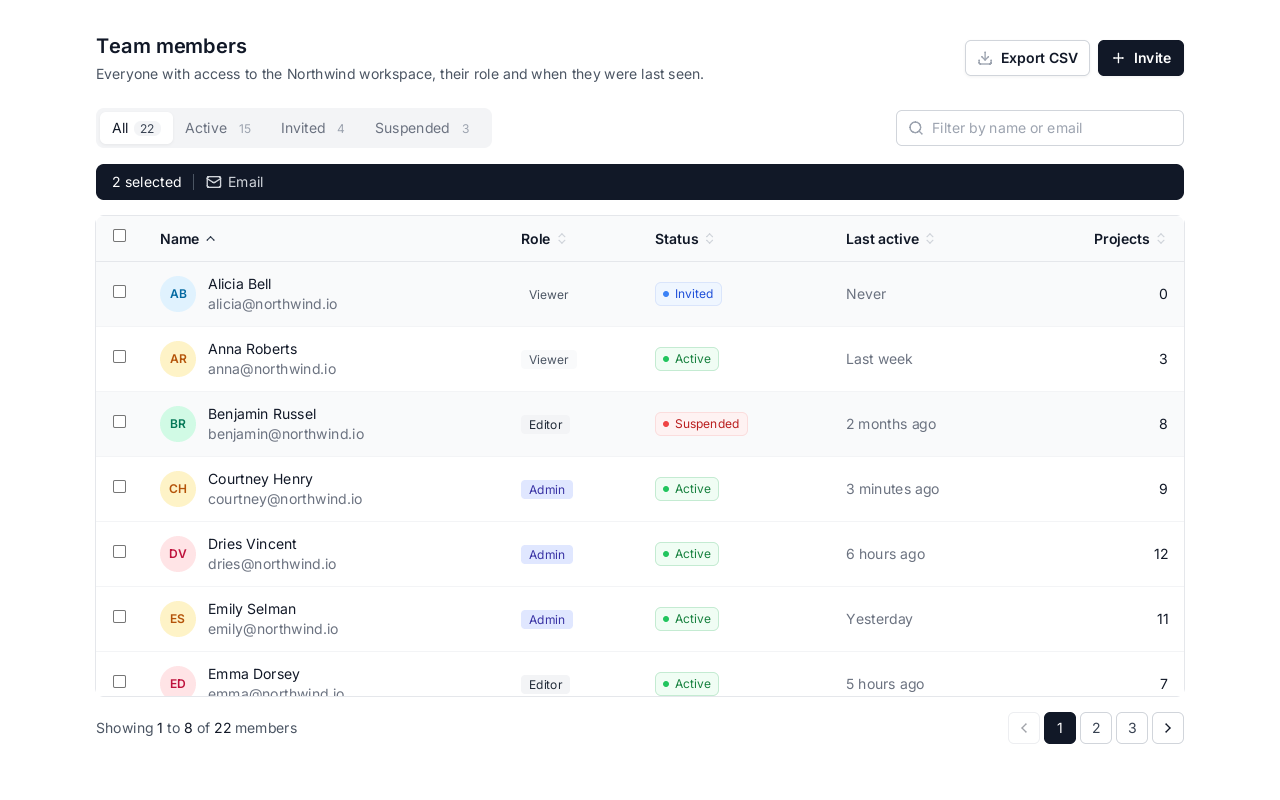 Team members
Everyone with access to the Northwind workspace, their role and when they were last seen.
Export CSV
Invite
All 22 Active 15 Invited 4 Suspended 3
Filter by name or email
2 selected Email
Name Role Status Last active Projects
AB Alicia Bell
alicia@northwind.io
Viewer Invited Never 0
AR Anna Roberts
anna@northwind.io
Viewer Active Last week 3
BR Benjamin Russel
benjamin@northwind.io
Editor Suspended 2 months ago 8
CH Courtney Henry
courtney@northwind.io
Admin Active 3 minutes ago 9
DV Dries Vincent
dries@northwind.io
Admin Active 6 hours ago 12
ES Emily Selman
emily@northwind.io
Admin Active Yesterday 11
ED Emma Dorsey
emma@northwind.io
Editor Active 5 hours ago 7
Showing 1 to 8 of 22 members
1 2 3